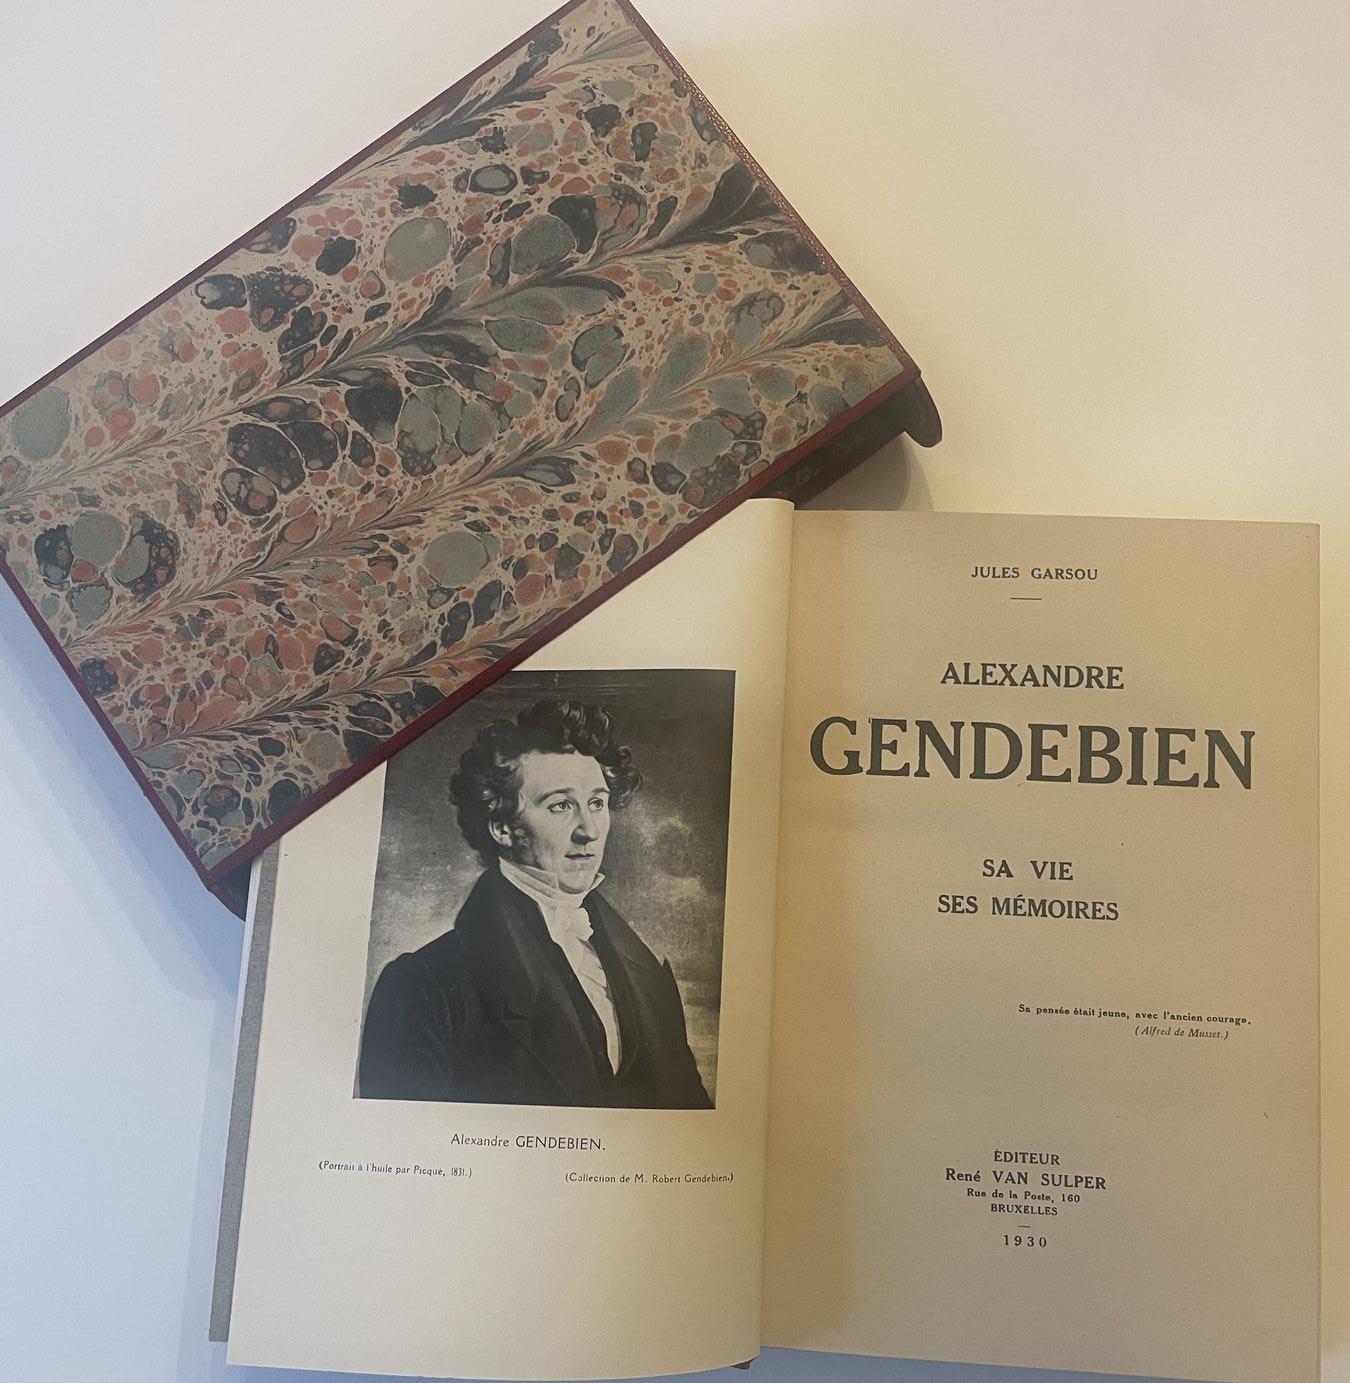 Alexandre GENDEBIEN.
(Portrait à l'huile par Picqué, 1831.)
(Collection de M. Robert Gendebien.)
JULES GARSOU
ALEXANDRE
GENDEBIEN
SA VIE
SES MÉMOIRES
Sa pensée était jeune, avec l'ancien courage.
(Alfred de Musset.)
ÉDITEUR
René VAN SULPER
Rue de la Poste, 160
BRUXELLES
1930